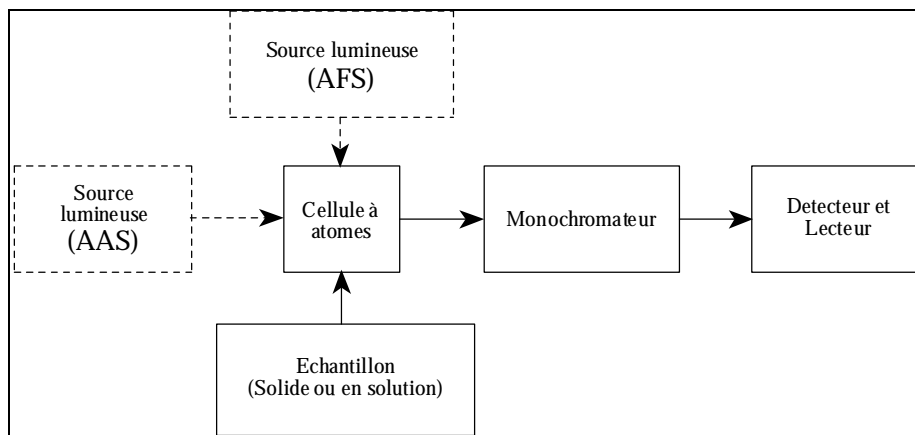 Source lumineuse
(AFS)
Source
lumineuse
(AAS)
Cellule à
atomes
Monochromateur
Detecteur et
Lecteur
Echantillon
(Solide ou en solution)